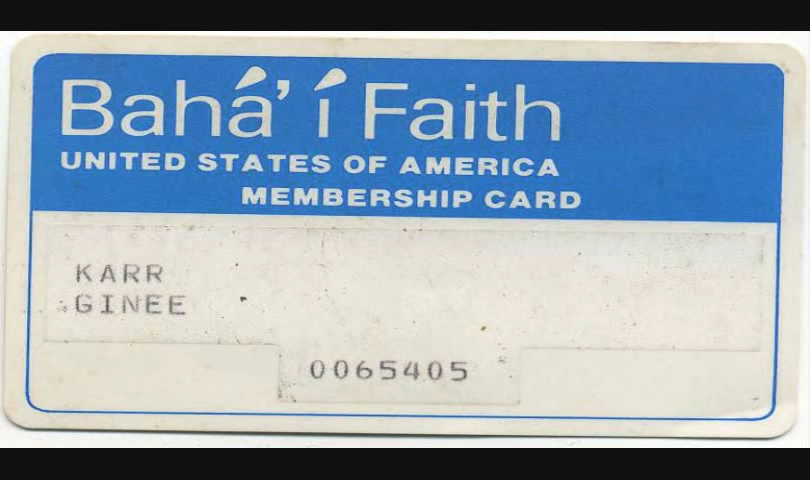 Bahá'í Faith
UNITED STATES OF AMERICA
MEMBERSHIP CARD
KARR
GINEE
0065405